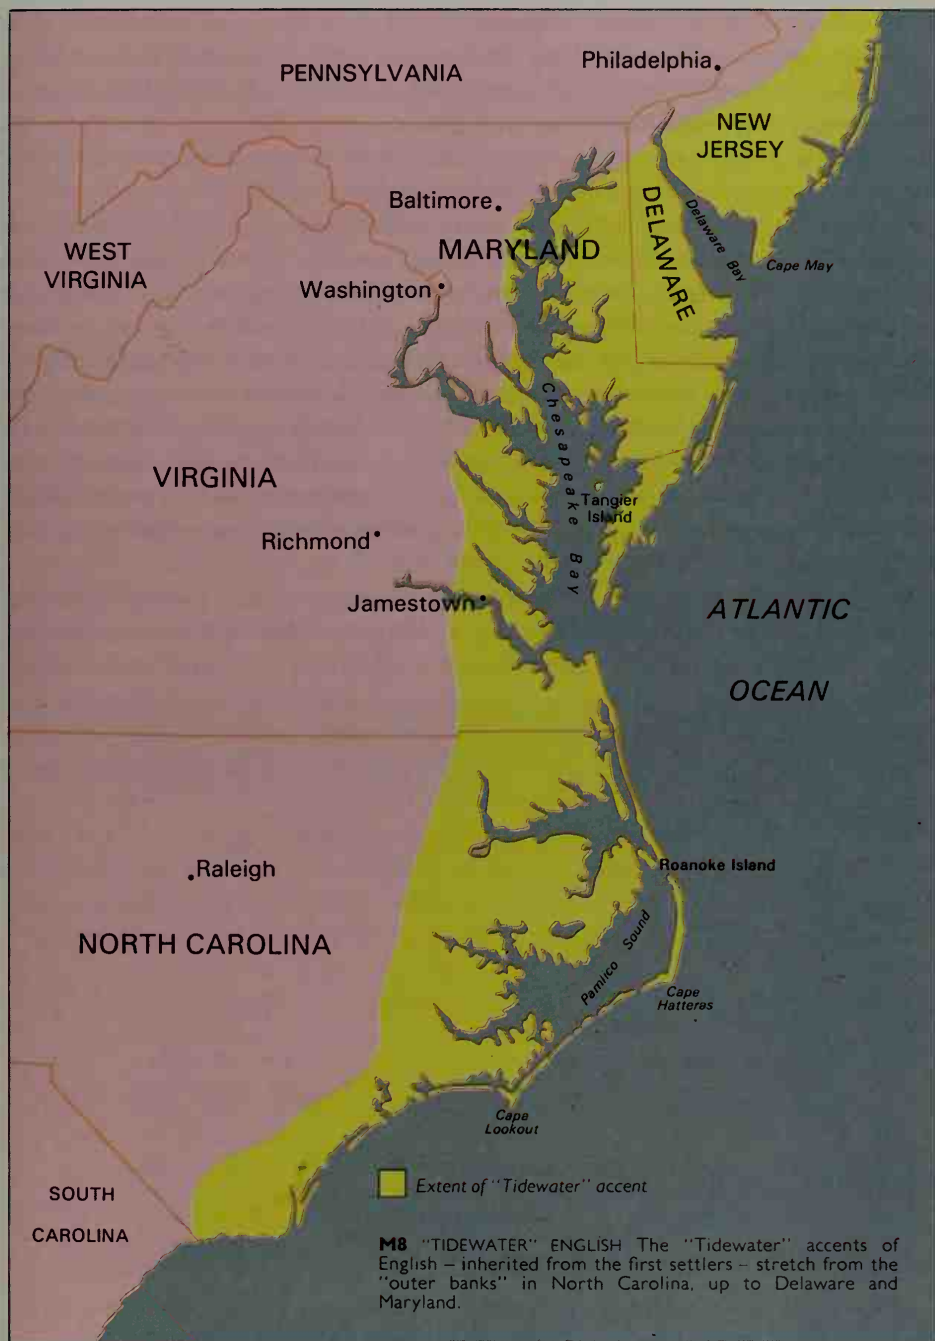 PENNSYLVANIA
Philadelphia
NEW
JERSEY
Baltimore
MARYLAND
DELAWARE
Delaware Bay
Cape May
WEST
VIRGINIA
Washington
Chesapeake Bay
VIRGINIA
Tangier
Island
Richmond
Jamestown
ATLANTIC
OCEAN
Raleigh
Roanoke Island
NORTH CAROLINA
Pamlico Sound
Cape
Hatteras
Cape
Lookout
SOUTH
CAROLINA
Extent of "Tidewater" accent
M8 "TIDEWATER" ENGLISH The "Tidewater" accents of
English – inherited from the first settlers – stretch from the
"outer banks" in North Carolina, up to Delaware and
Maryland.